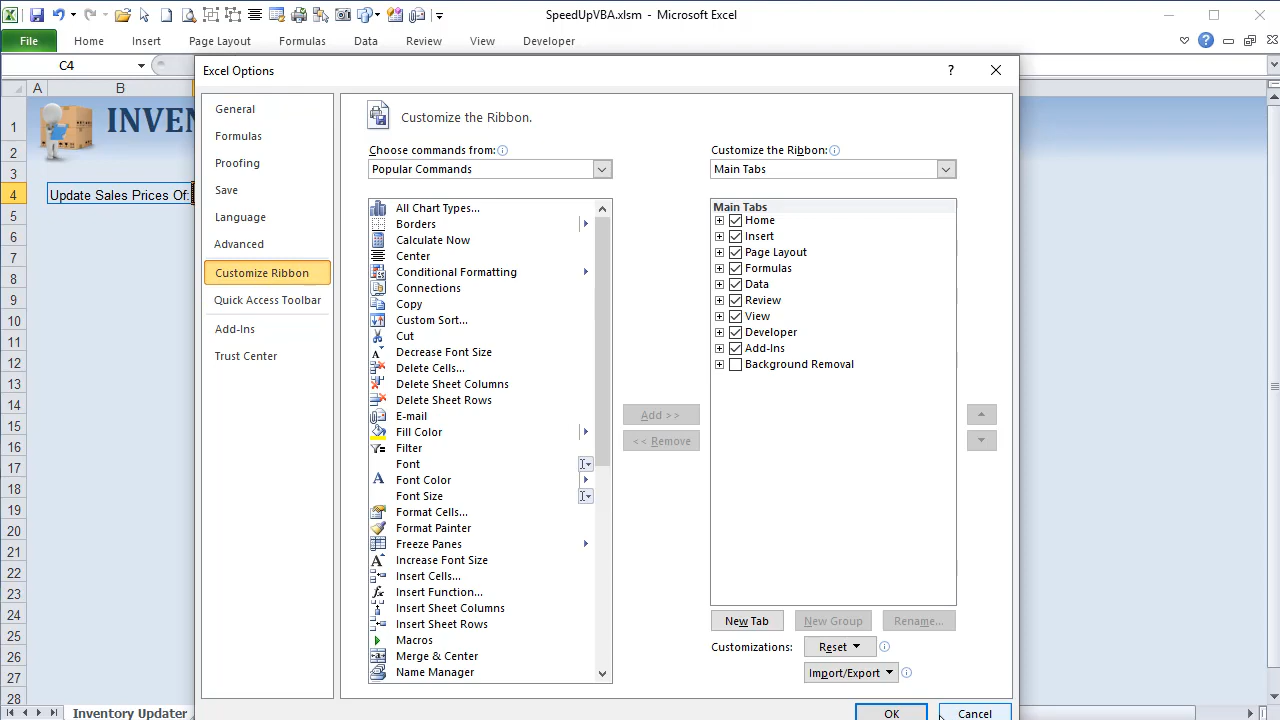 SpeedUpVBA.xlsm - Microsoft Excel
File Home Insert Page Layout Formulas Data Review View Developer
C4
Excel Options
A B
1 INVEN
2
3
4 Update Sales Prices Of:
5
6
7
8
9
10
11
12
13
14
15
16
17
18
19
20
21
22
23
24
25
26
27
28
General
Formulas
Proofing
Save
Language
Advanced
Customize Ribbon
Quick Access Toolbar
Add-Ins
Trust Center
Customize the Ribbon.
Choose commands from:
Popular Commands
All Chart Types...
Borders
Calculate Now
Center
Conditional Formatting
Connections
Copy
Custom Sort...
Cut
Decrease Font Size
Delete Cells...
Delete Sheet Columns
Delete Sheet Rows
E-mail
Fill Color
Filter
Font
Font Color
Font Size
Format Cells...
Format Painter
Freeze Panes
Increase Font Size
Insert Cells...
Insert Function...
Insert Sheet Columns
Insert Sheet Rows
Macros
Merge & Center
Name Manager
Add >>
<< Remove
Customize the Ribbon:
Main Tabs
Main Tabs
Home
Insert
Page Layout
Formulas
Data
Review
View
Developer
Add-Ins
Background Removal
New Tab New Group Rename...
Customizations: Reset
Import/Export
OK Cancel
Inventory Updater